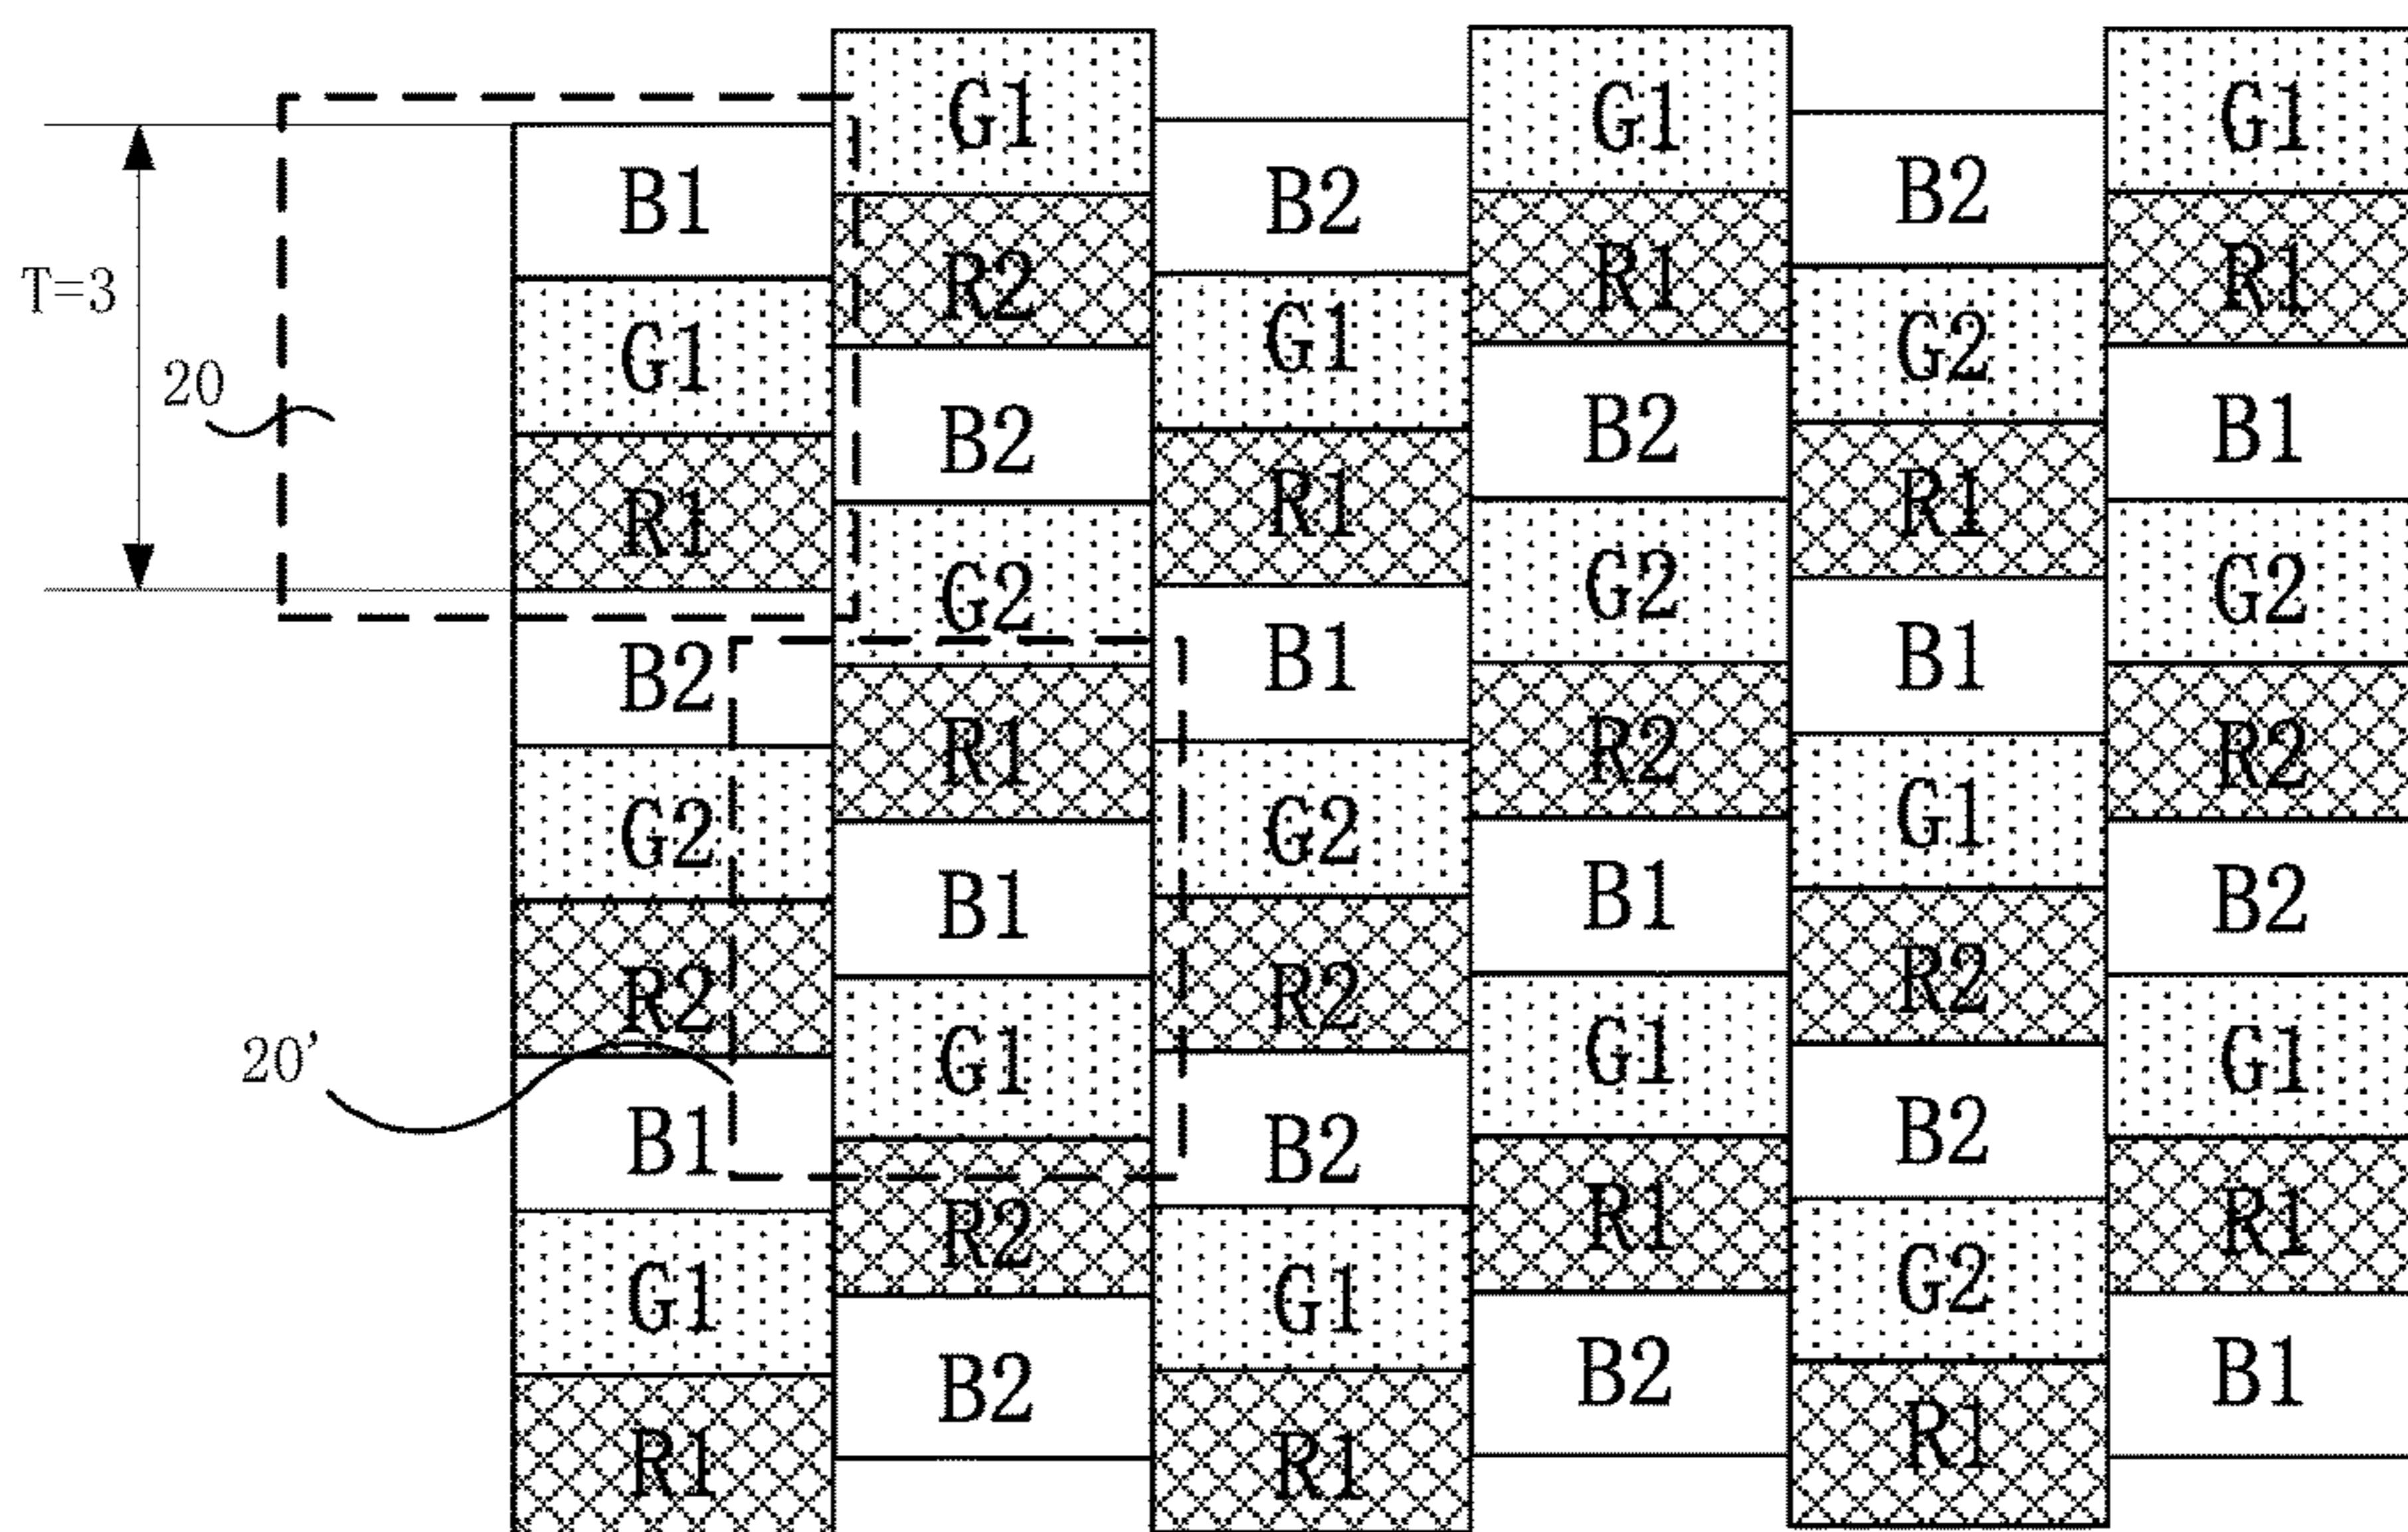 G1 G1 G1
B1 B2 B2
R2 R1 R1
T=3
G1 G1 G2
20
B2 B2 B1
R1 R1 R1
G2 G2 G2
B2 B1 B1
R1 R2 R2
G2 G2 G1
B1 B1 B2
R2 R2 R2
20' G1 G1 G1
B1 B2 B2
R2 R1 R1
G1 G1 G2
B2 B2 B1
R1 R1 R1